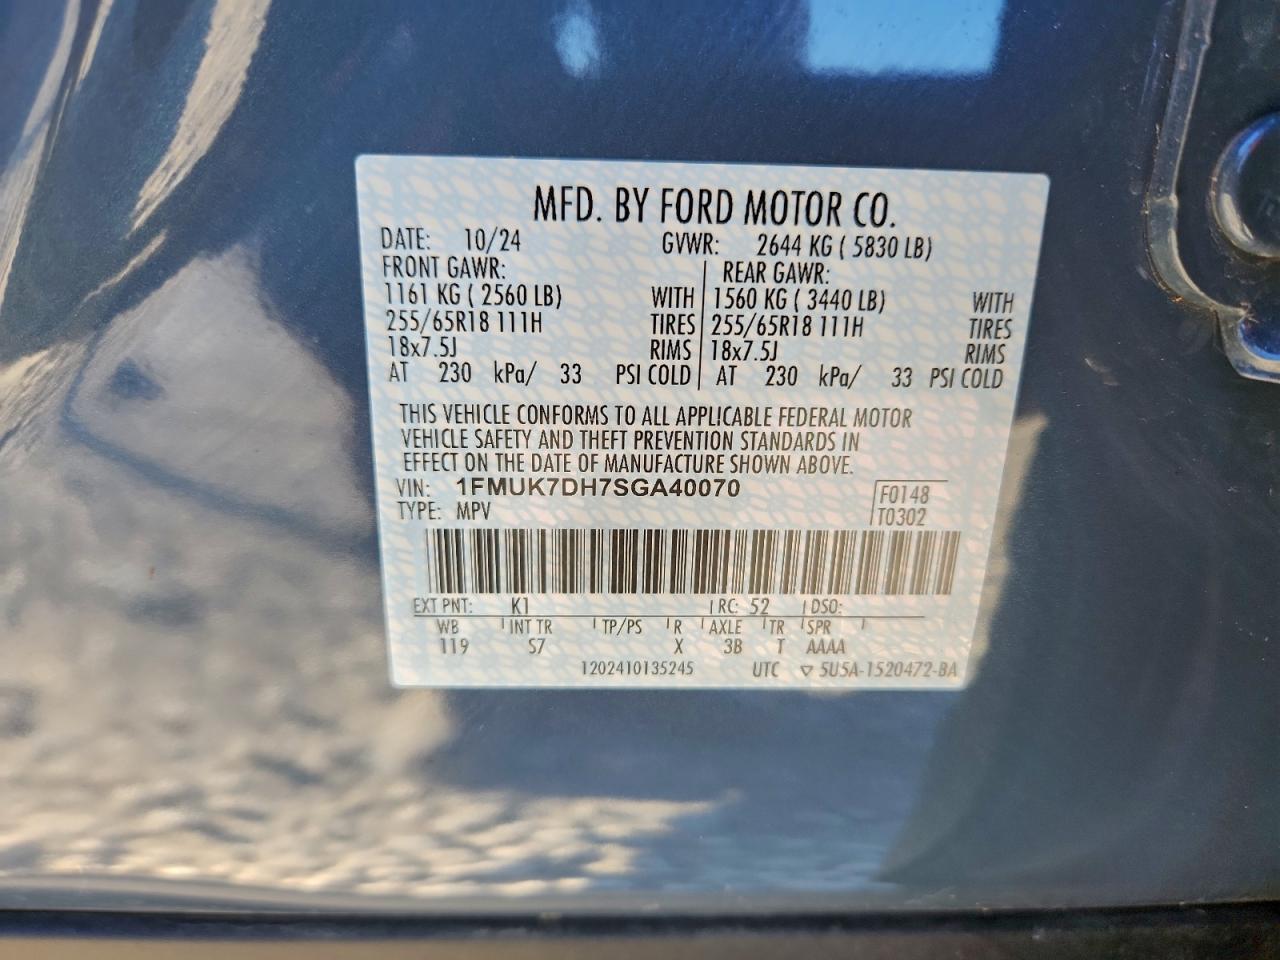 MFD. BY FORD MOTOR CO.
DATE: 10/24 GVWR: 2644 KG ( 5830 LB)
FRONT GAWR: REAR GAWR:
1161 KG ( 2560 LB) WITH 1560 KG ( 3440 LB) WITH
255/65R18 111H TIRES 255/65R18 111H TIRES
18x7.5J RIMS 18x7.5J RIMS
AT 230 kPa/ 33 PSI COLD AT 230 kPa/ 33 PSI COLD
THIS VEHICLE CONFORMS TO ALL APPLICABLE FEDERAL MOTOR
VEHICLE SAFETY AND THEFT PREVENTION STANDARDS IN
EFFECT ON THE DATE OF MANUFACTURE SHOWN ABOVE.
VIN: 1FMUK7DH7SGA40070 F0148
TYPE: MPV T0302
EXT PNT: K1 RC: 52 DSO:
WB INT TR TP/PS R AXLE TR SPR
119 S7 X 3B T AAAA
1202410135245 UTC ▽ 5U5A-1520472-BA